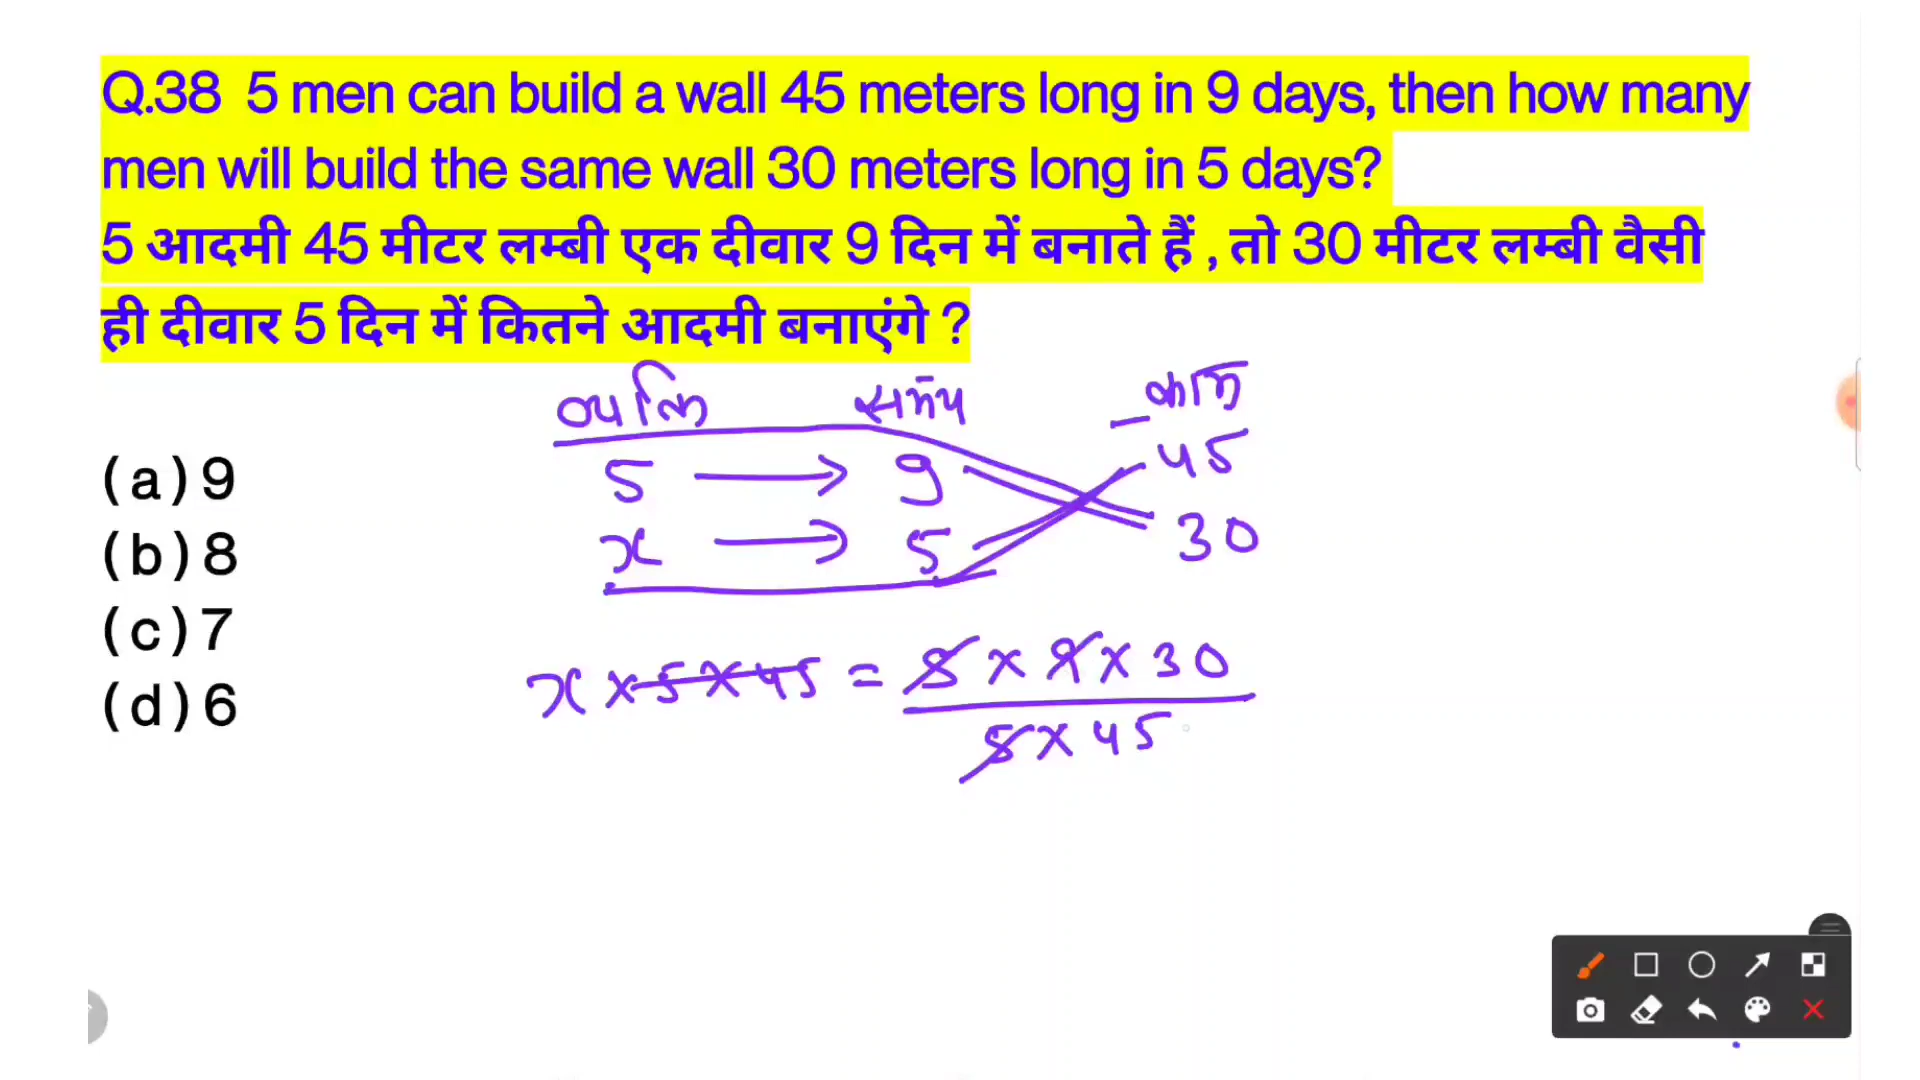 Q.38 5 men can build a wall 45 meters long in 9 days, then how many
men will build the same wall 30 meters long in 5 days?
5 आदमी 45 मीटर लम्बी एक दीवार 9 दिन में बनाते हैं , तो 30 मीटर लम्बी वैसी
ही दीवार 5 दिन में कितने आदमी बनाएंगे ?
(a) 9
(b) 8
(c) 7
(d) 6
व्यक्ति समय काम
5 → 9 45
x → 5 30
x × 5 × 45 = 5 × 9 × 30
5 × 45